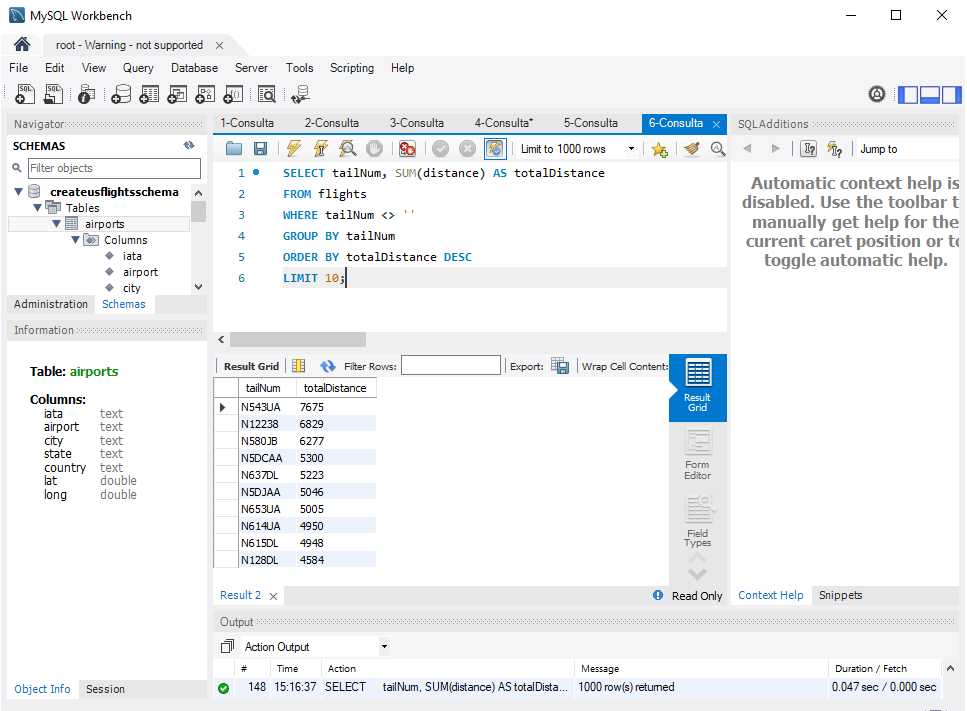 MySQL Workbench
root - Warning - not supported
File Edit View Query Database Server Tools Scripting Help
Navigator
SCHEMAS
Filter objects
createusflightsschema
Tables
airports
Columns
iata
airport
city
Administration Schemas
Information
Table: airports
Columns:
iata text
airport text
city text
state text
country text
lat double
long double
Object Info Session
1-Consulta 2-Consulta 3-Consulta 4-Consulta* 5-Consulta 6-Consulta
Limit to 1000 rows
1 SELECT tailNum, SUM(distance) AS totalDistance
2 FROM flights
3 WHERE tailNum <> ''
4 GROUP BY tailNum
5 ORDER BY totalDistance DESC
6 LIMIT 10;
Result Grid Filter Rows: Export: Wrap Cell Content:
tailNum totalDistance
N543UA 7675
N12238 6829
N580JB 6277
N5DCAA 5300
N637DL 5223
N5DJAA 5046
N653UA 5005
N614UA 4950
N615DL 4948
N128DL 4584
Result
Grid
Form
Editor
Field
Types
Result 2
Read Only
SQLAdditions
Jump to
Automatic context help is
disabled. Use the toolbar t
manually get help for the
current caret position or to
toggle automatic help.
Context Help Snippets
Output
Action Output
# Time Action Message Duration / Fetch
148 15:16:37 SELECT tailNum, SUM(distance) AS totalDista... 1000 row(s) returned 0.047 sec / 0.000 sec